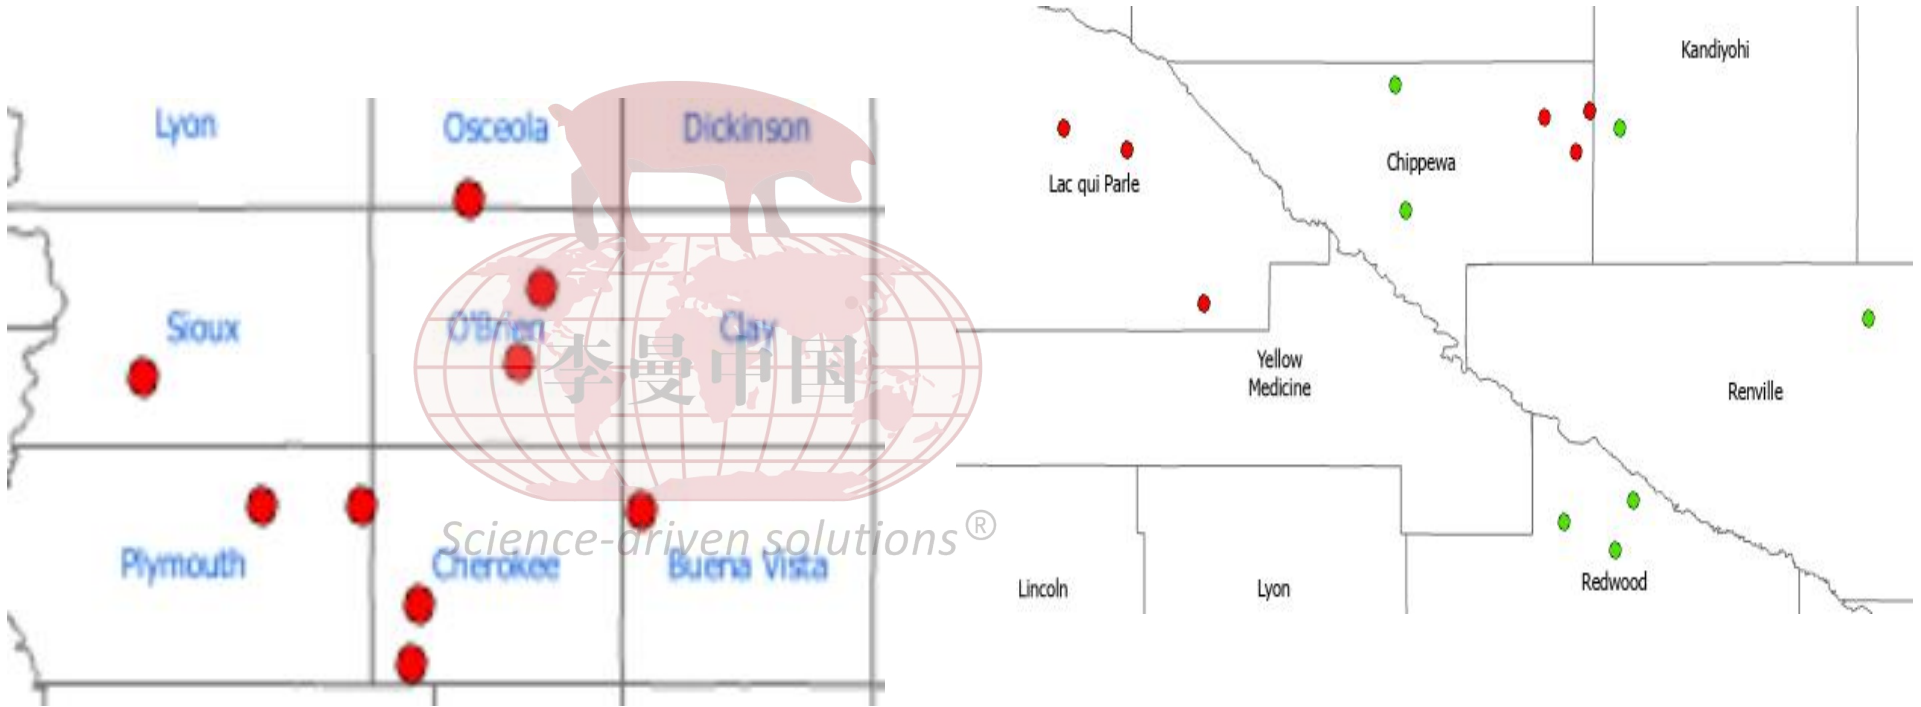 Lyon
Osceola
Dickinson
Sioux
O'Brien
Clay
李曼中国
Science-driven solutions®
Plymouth
Cherokee
Buena Vista
Kandiyohi
Chippewa
Lac qui Parle
Yellow
Medicine
Renville
Lincoln
Lyon
Redwood